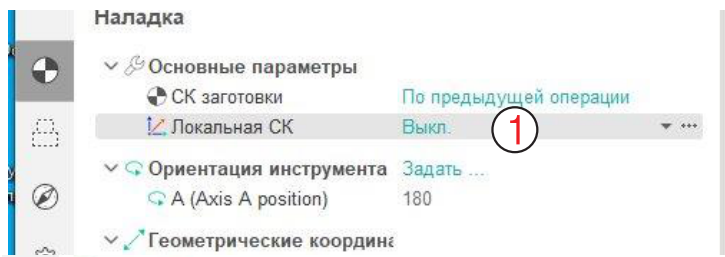 Наладка
Основные параметры
СК заготовки По предыдущей операции
Локальная СК Выкл. 1
Ориентация инструмента Задать ...
A (Axis A position) 180
Геометрические координа